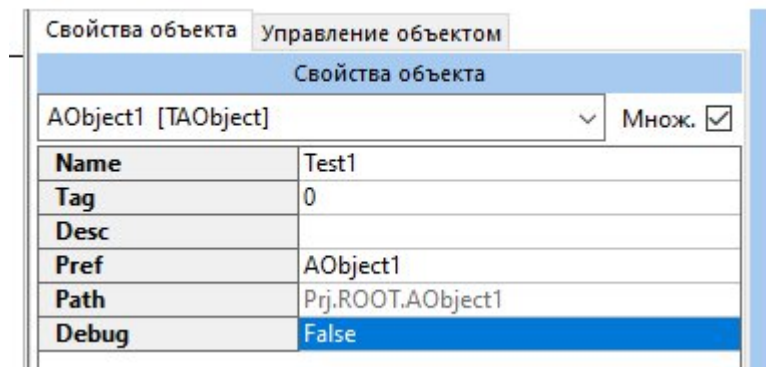 Свойства объекта Управление объектом
Свойства объекта
AObject1 [TAObject] Множ.
Name Test1
Tag 0
Desc
Pref AObject1
Path Prj.ROOT.AObject1
Debug False